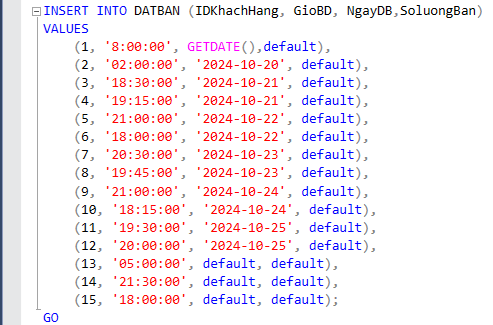 INSERT INTO DATBAN (IDKhachHang, GioBD, NgayDB,SoluongBan)
VALUES
(1, '8:00:00', GETDATE(),default),
(2, '02:00:00', '2024-10-20', default),
(3, '18:30:00', '2024-10-21', default),
(4, '19:15:00', '2024-10-21', default),
(5, '21:00:00', '2024-10-22', default),
(6, '18:00:00', '2024-10-22', default),
(7, '20:30:00', '2024-10-23', default),
(8, '19:45:00', '2024-10-23', default),
(9, '21:00:00', '2024-10-24', default),
(10, '18:15:00', '2024-10-24', default),
(11, '19:30:00', '2024-10-25', default),
(12, '20:00:00', '2024-10-25', default),
(13, '05:00:00', default, default),
(14, '21:30:00', default, default),
(15, '18:00:00', default, default);
GO